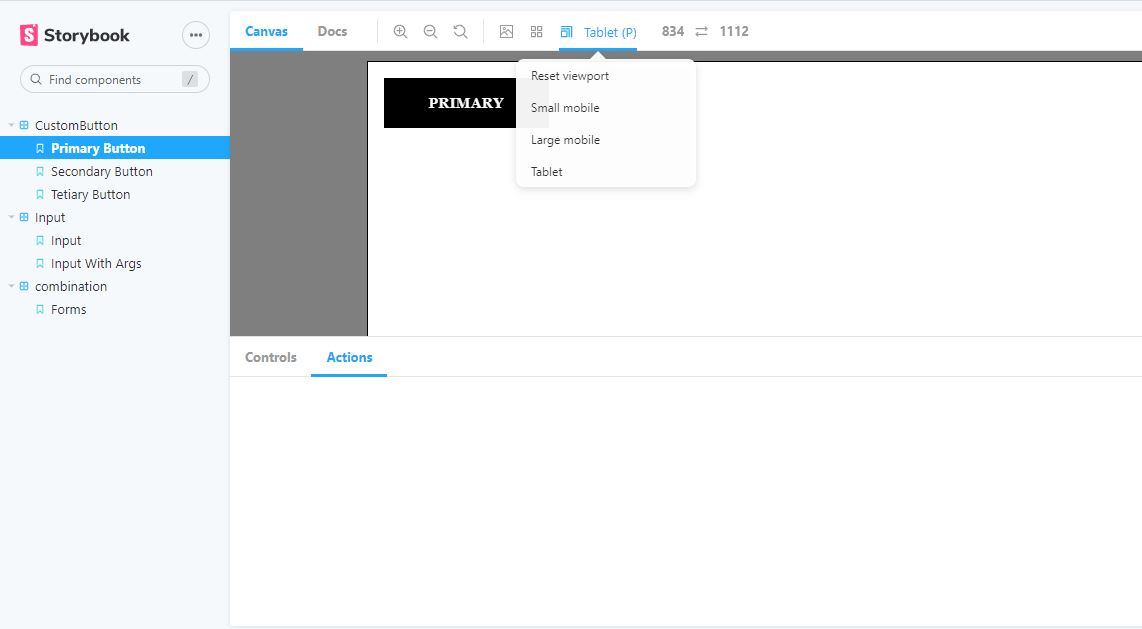 Storybook
Find components /
CustomButton
Primary Button
Secondary Button
Tetiary Button
Input
Input
Input With Args
combination
Forms
Canvas Docs Tablet (P) 834 1112
PRIMARY
Reset viewport
Small mobile
Large mobile
Tablet
Controls Actions